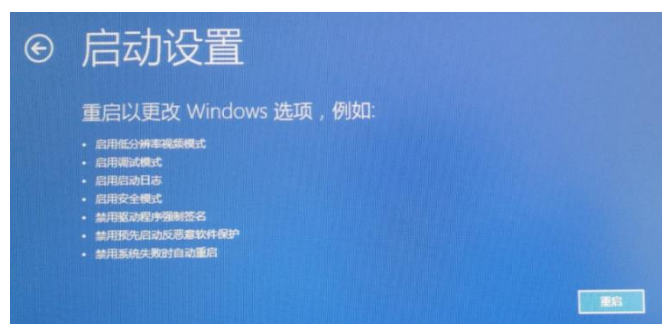 启动设置
重启以更改 Windows 选项，例如:
• 启用低分辨率视频模式
• 启用调试模式
• 启用启动日志
• 启用安全模式
• 禁用驱动程序强制签名
• 禁用预先启动反恶意软件保护
• 禁用系统失败时自动重启
重启